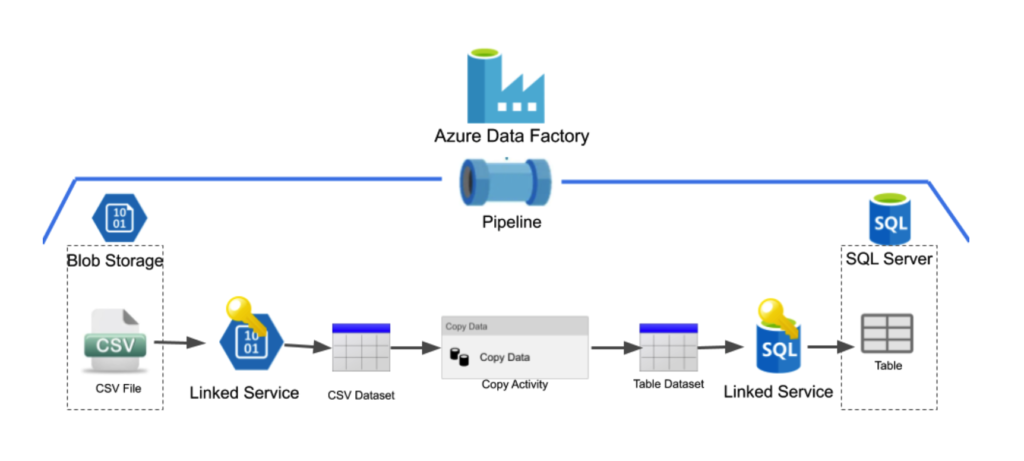 Azure Data Factory
Pipeline
10
01
Blob Storage
SQL
SQL Server
CSV
CSV File
10
01
Linked Service
CSV Dataset
Copy Data
Copy Data
Copy Activity
Table Dataset
SQL
Linked Service
Table